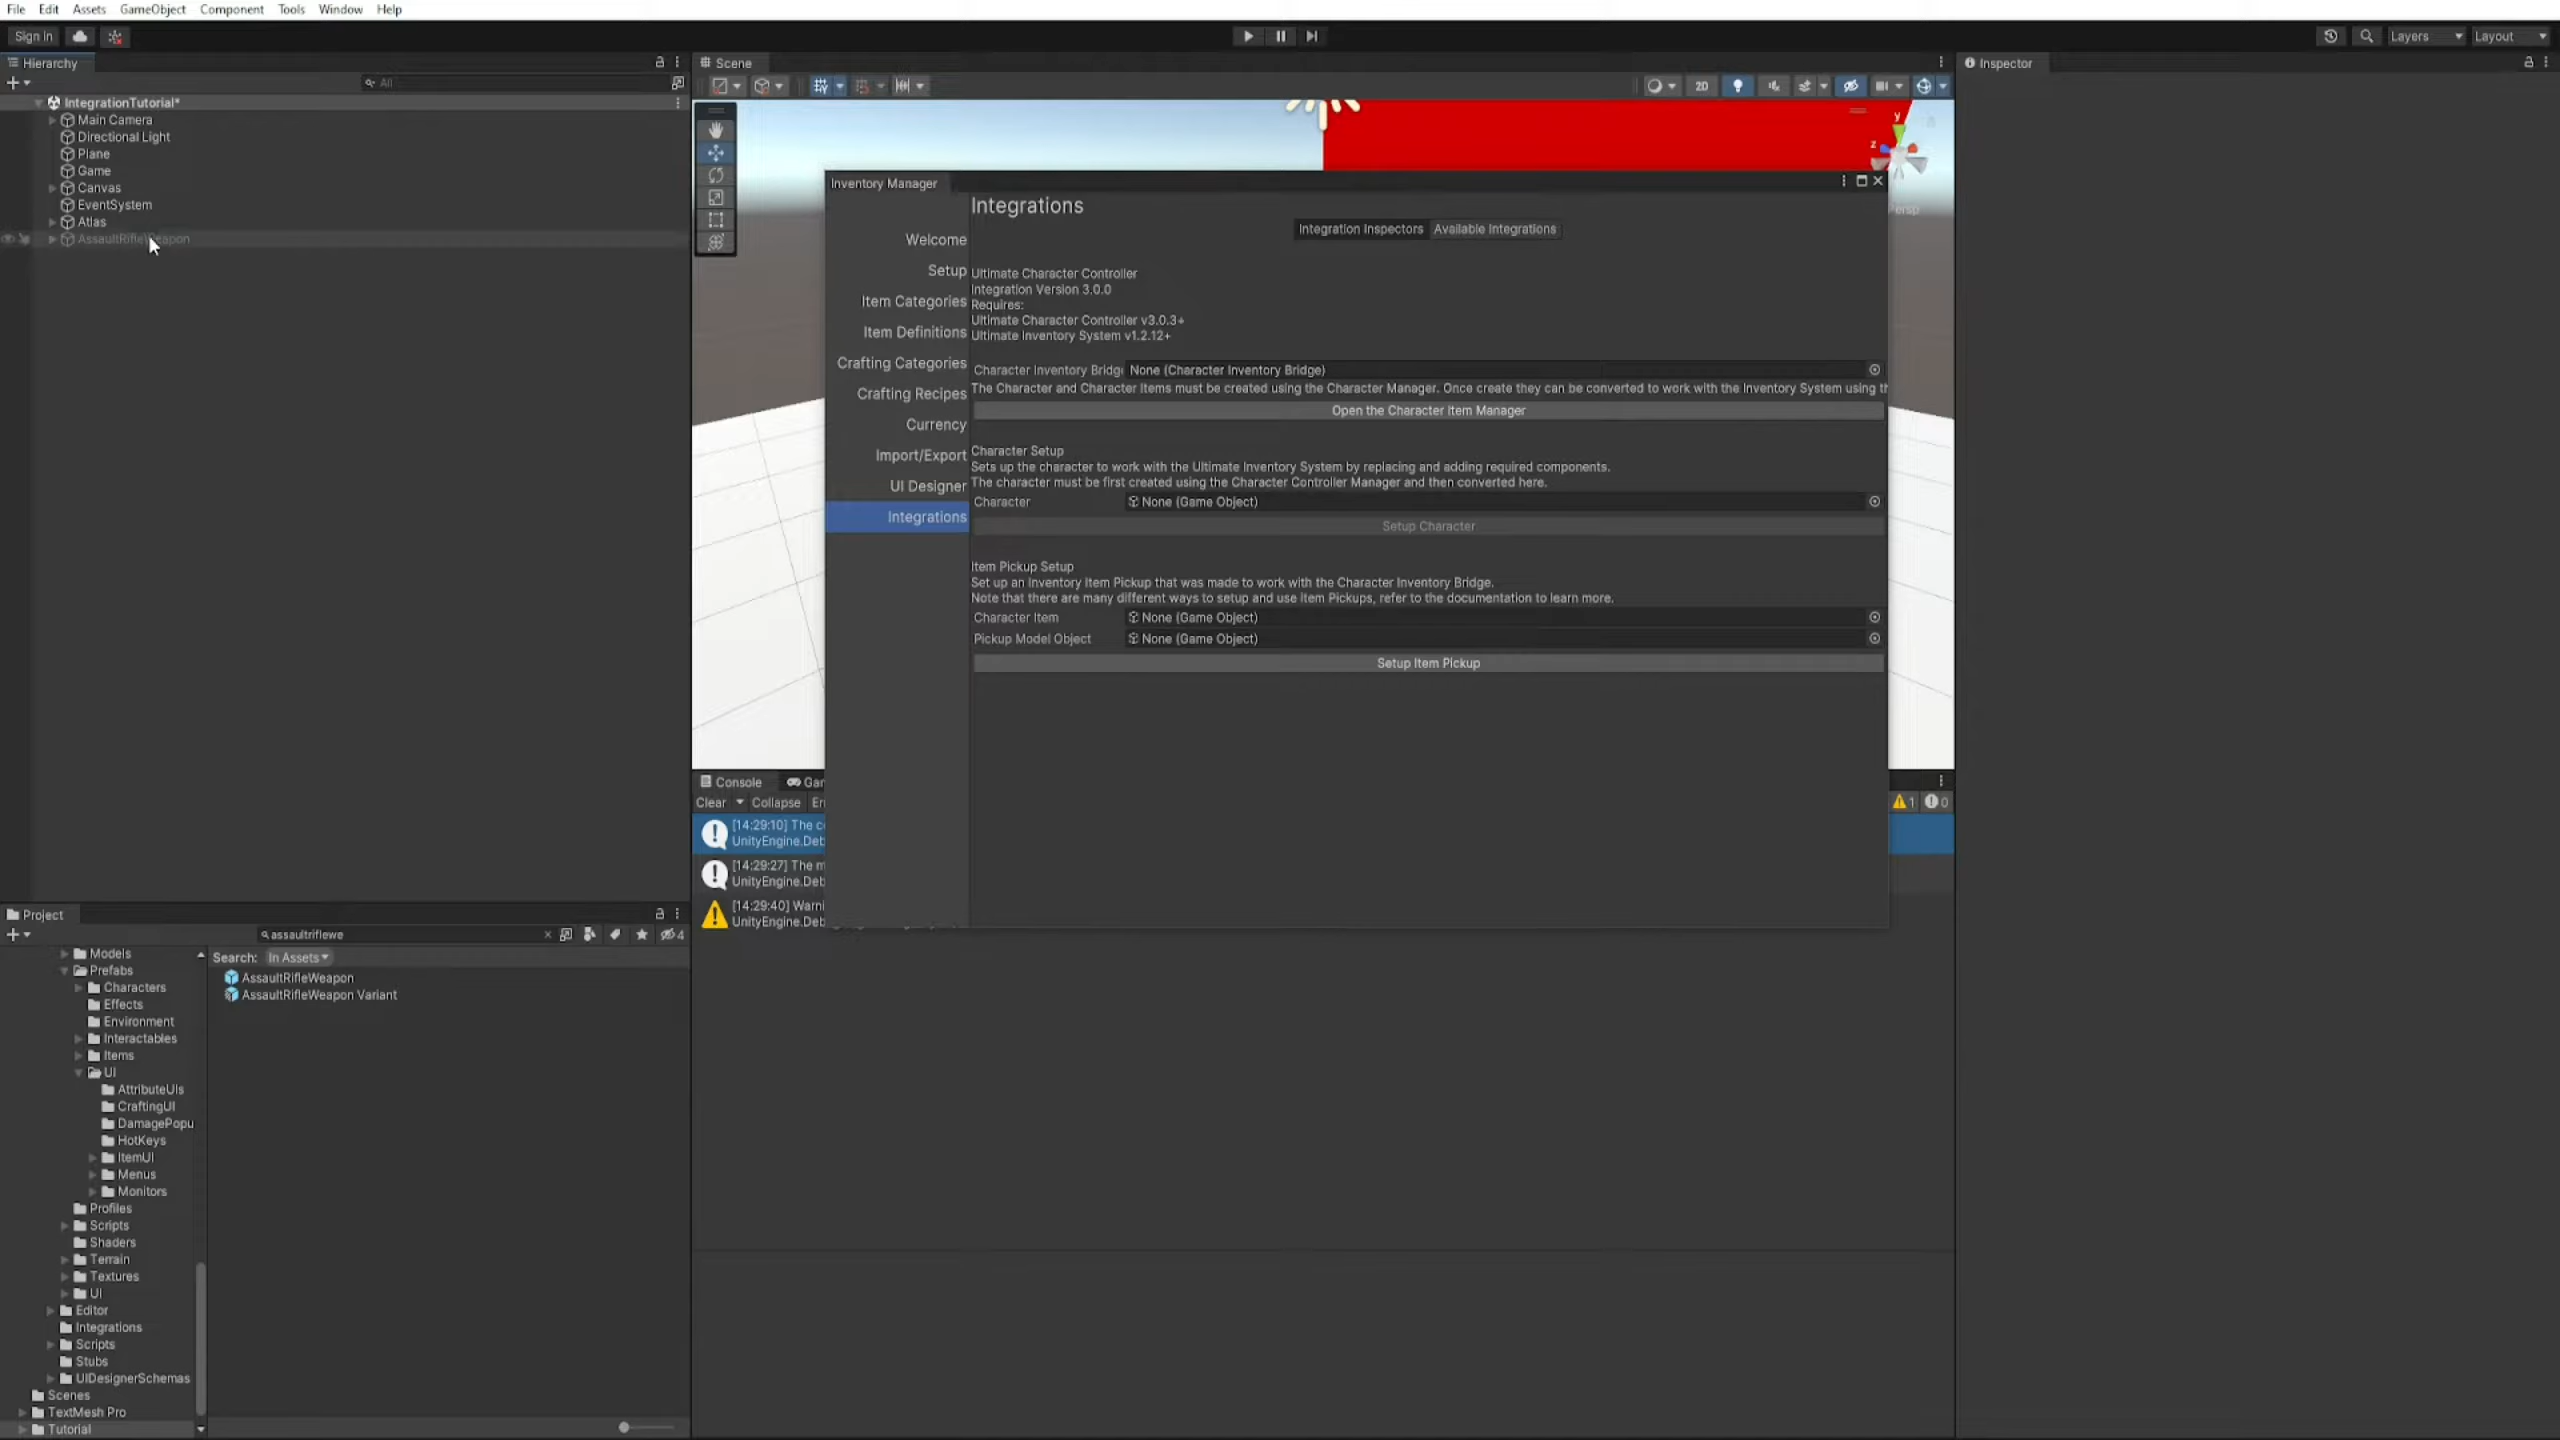 File Edit Assets GameObject Component Tools Window Help
Sign in
Layers
Layout
Hierarchy
All
IntegrationTutorial*
Main Camera
Directional Light
Plane
Game
Canvas
EventSystem
Atlas
AssaultRifleWeapon
Scene
2D
y
z
Persp
Inventory Manager
Welcome
Setup
Item Categories
Item Definitions
Crafting Categories
Crafting Recipes
Currency
Import/Export
UI Designer
Integrations
Integrations
Integration Inspectors Available Integrations
Ultimate Character Controller
Integration Version 3.0.0
Requires:
Ultimate Character Controller v3.0.3+
Ultimate Inventory System v1.2.12+
Character Inventory Bridg None (Character Inventory Bridge)
The Character and Character Items must be created using the Character Manager. Once create they can be converted to work with the Inventory System using th
Open the Character Item Manager
Character Setup
Sets up the character to work with the Ultimate Inventory System by replacing and adding required components.
The character must be first created using the Character Controller Manager and then converted here.
Character None (Game Object)
Setup Character
Item Pickup Setup
Set up an Inventory Item Pickup that was made to work with the Character Inventory Bridge.
Note that there are many different ways to setup and use Item Pickups, refer to the documentation to learn more.
Character Item None (Game Object)
Pickup Model Object None (Game Object)
Setup Item Pickup
Inspector
Console Gar
Clear Collapse Er
1 0
[14:29:10] The c
UnityEngine.Deb
[14:29:27] The m
UnityEngine.Deb
[14:29:40] Warni
UnityEngine.Deb
Project
assaultriflewe
4
Search: In Assets
AssaultRifleWeapon
AssaultRifleWeapon Variant
Models
Prefabs
Characters
Effects
Environment
Interactables
Items
UI
AttributeUIs
CraftingUI
DamagePopu
HotKeys
ItemUI
Menus
Monitors
Profiles
Scripts
Shaders
Terrain
Textures
UI
Editor
Integrations
Scripts
Stubs
UIDesignerSchemas
Scenes
TextMesh Pro
Tutorial